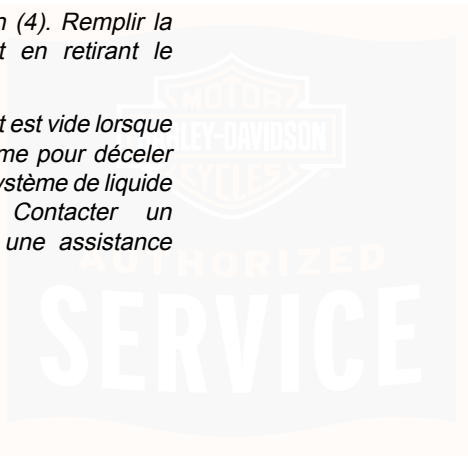 n (4). Remplir la
t en retirant le
t est vide lorsque
me pour déceler
ystème de liquide
Contacter un
une assistance
MOTOR
HARLEY-DAVIDSON
CYCLES
AUTHORIZED
SERVICE